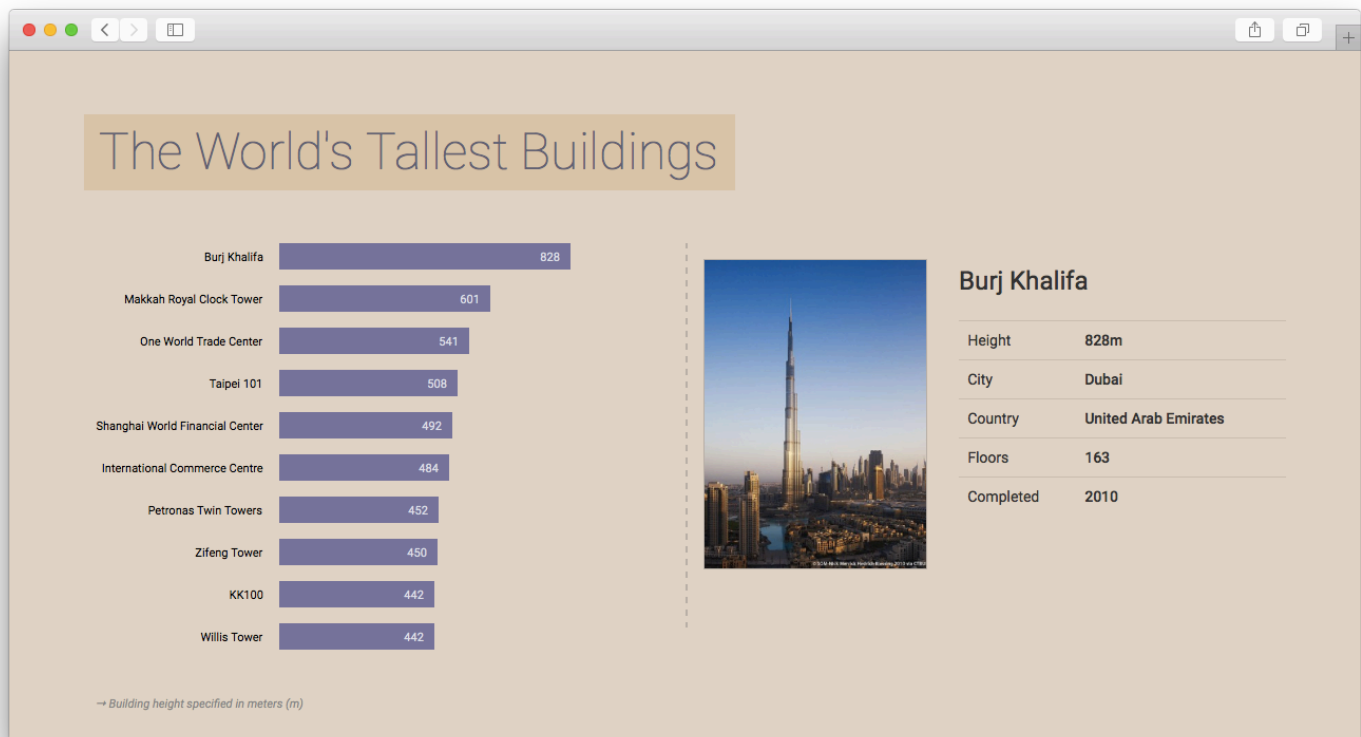 The World's Tallest Buildings
Burj Khalifa 828
Makkah Royal Clock Tower 601
One World Trade Center 541
Taipei 101 508
Shanghai World Financial Center 492
International Commerce Centre 484
Petronas Twin Towers 452
Zifeng Tower 450
KK100 442
Willis Tower 442
→ Building height specified in meters (m)
Burj Khalifa
Height 828m
City Dubai
Country United Arab Emirates
Floors 163
Completed 2010